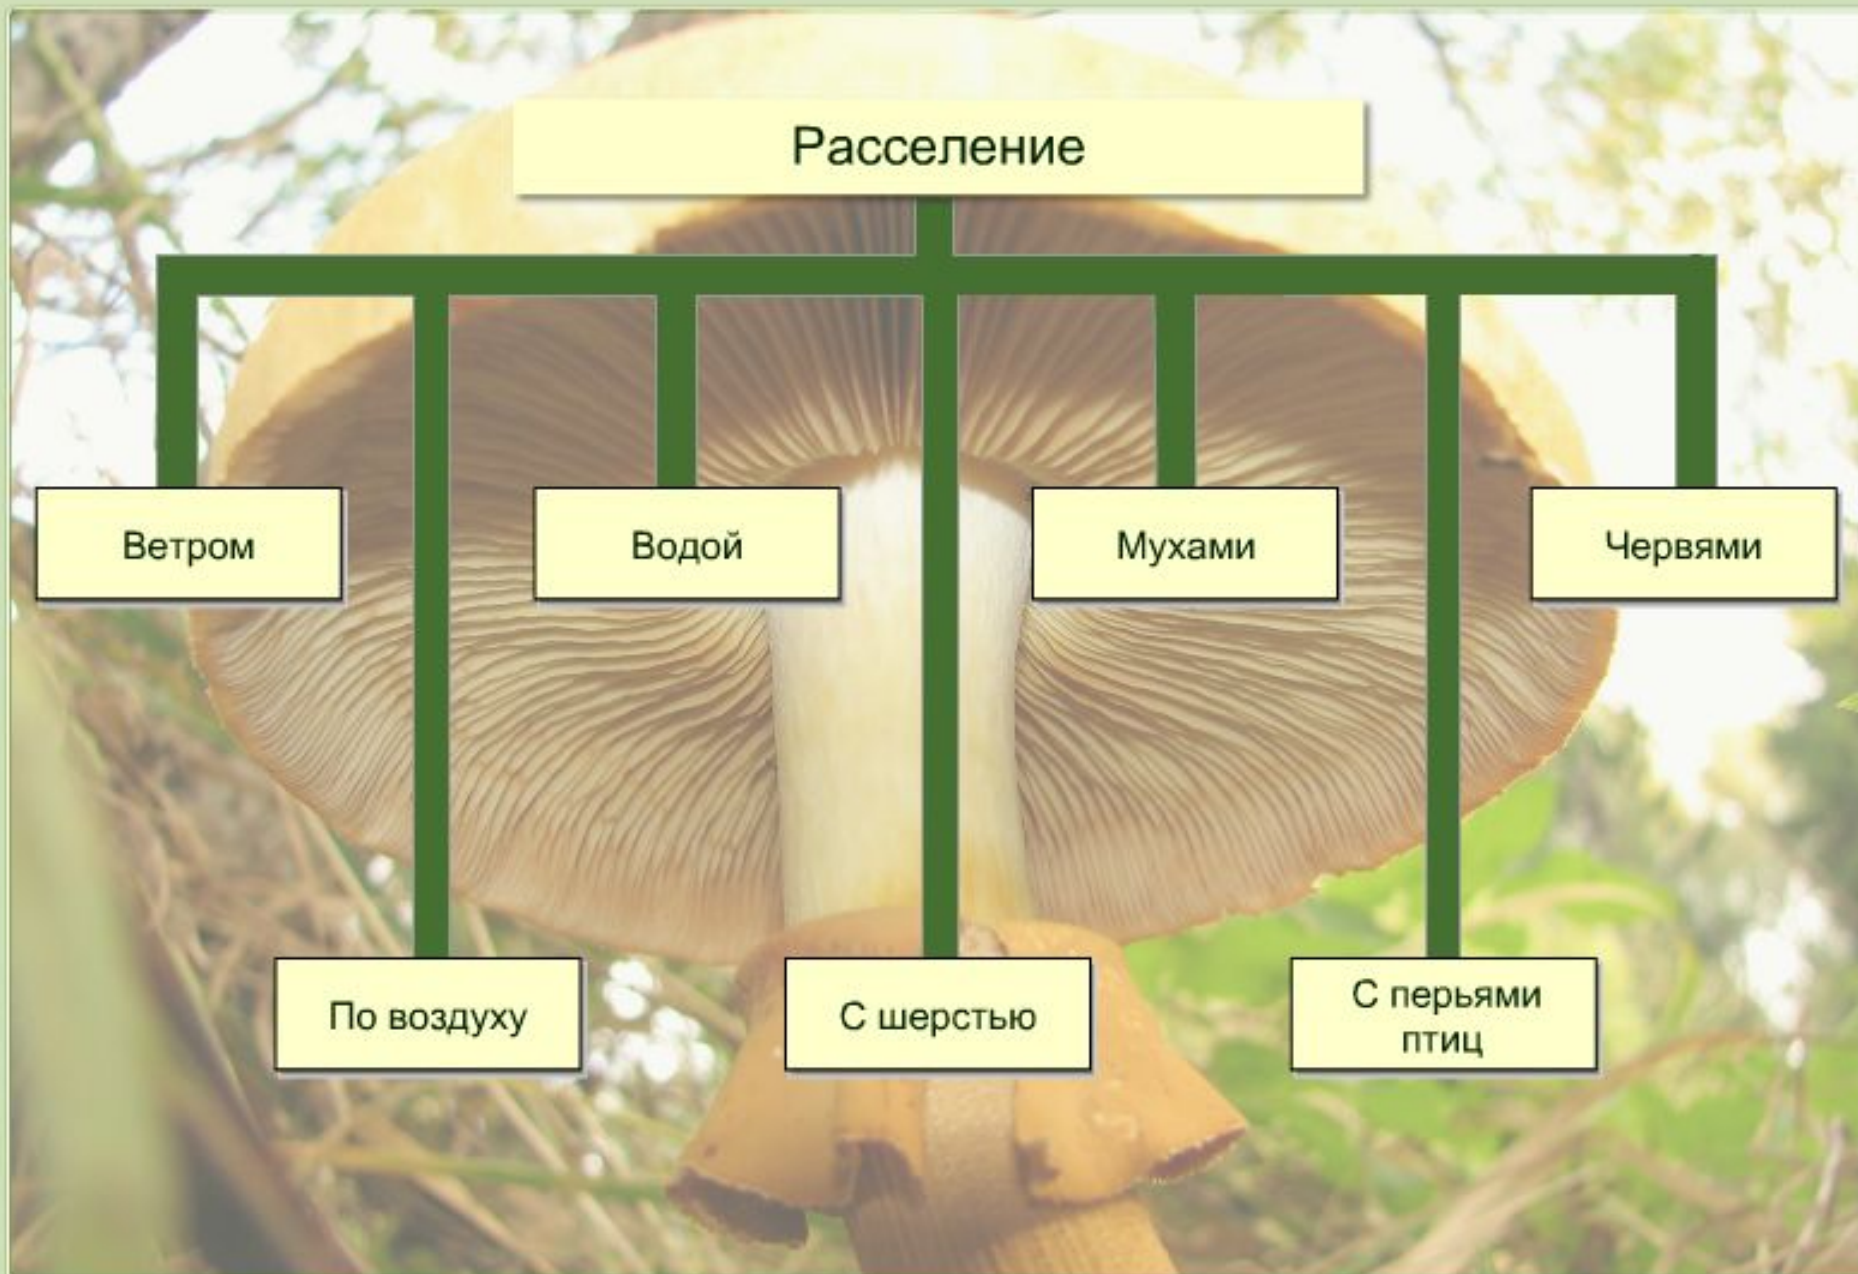 Расселение
Ветром
Водой
Мухами
Червями
По воздуху
С шерстью
С перьями
птиц